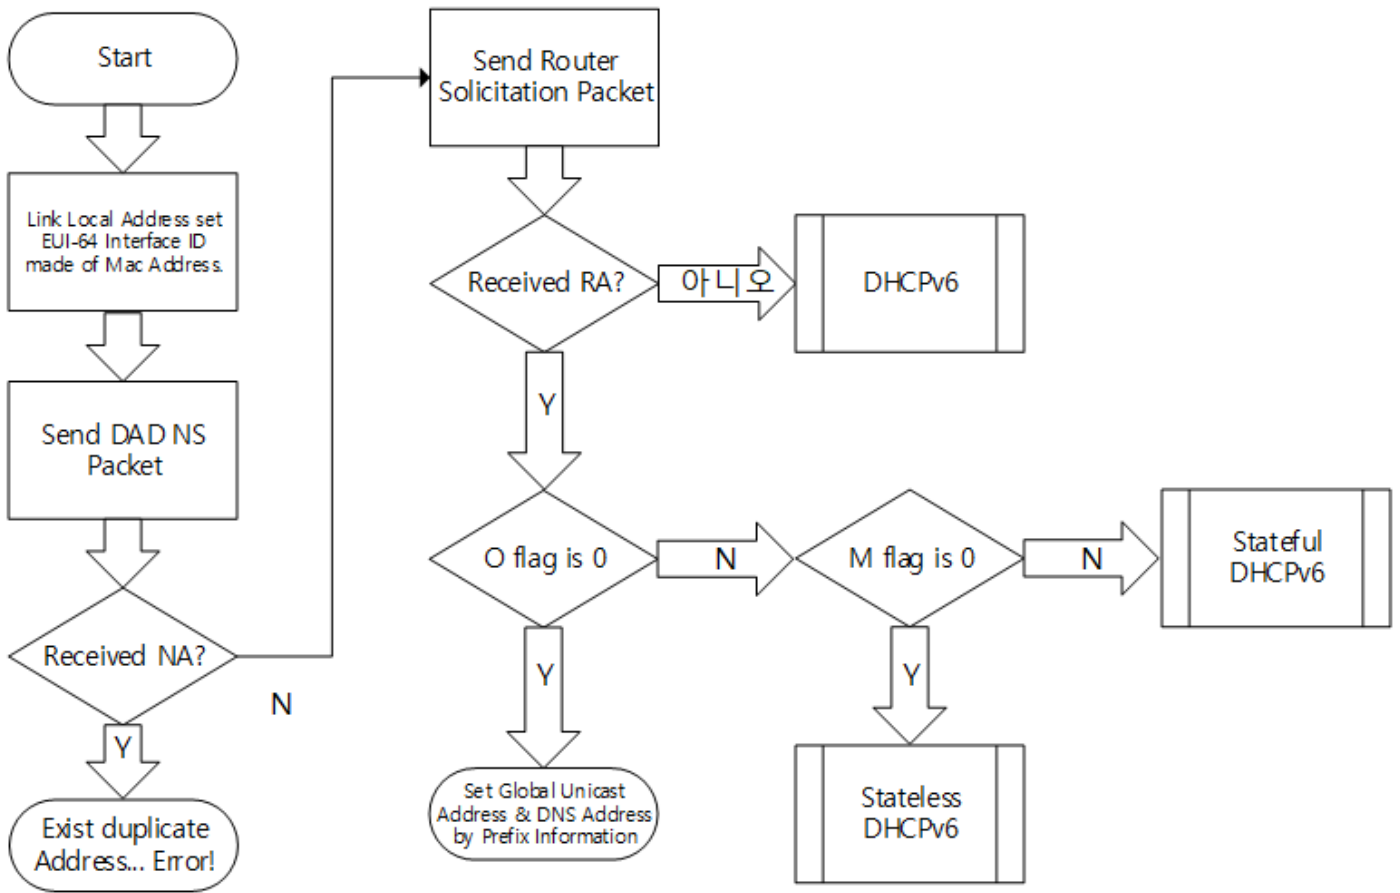 Start
Link Local Address set
EUI-64 Interface ID
made of Mac Address.
Send DAD NS
Packet
Received NA?
N
Y
Exist duplicate
Address... Error!
Send Router
Solicitation Packet
Received RA?
아니오
DHCPv6
Y
O flag is 0
N
M flag is 0
N
Stateful
DHCPv6
Y
Set Global Unicast
Address & DNS Address
by Prefix Information
Y
Stateless
DHCPv6